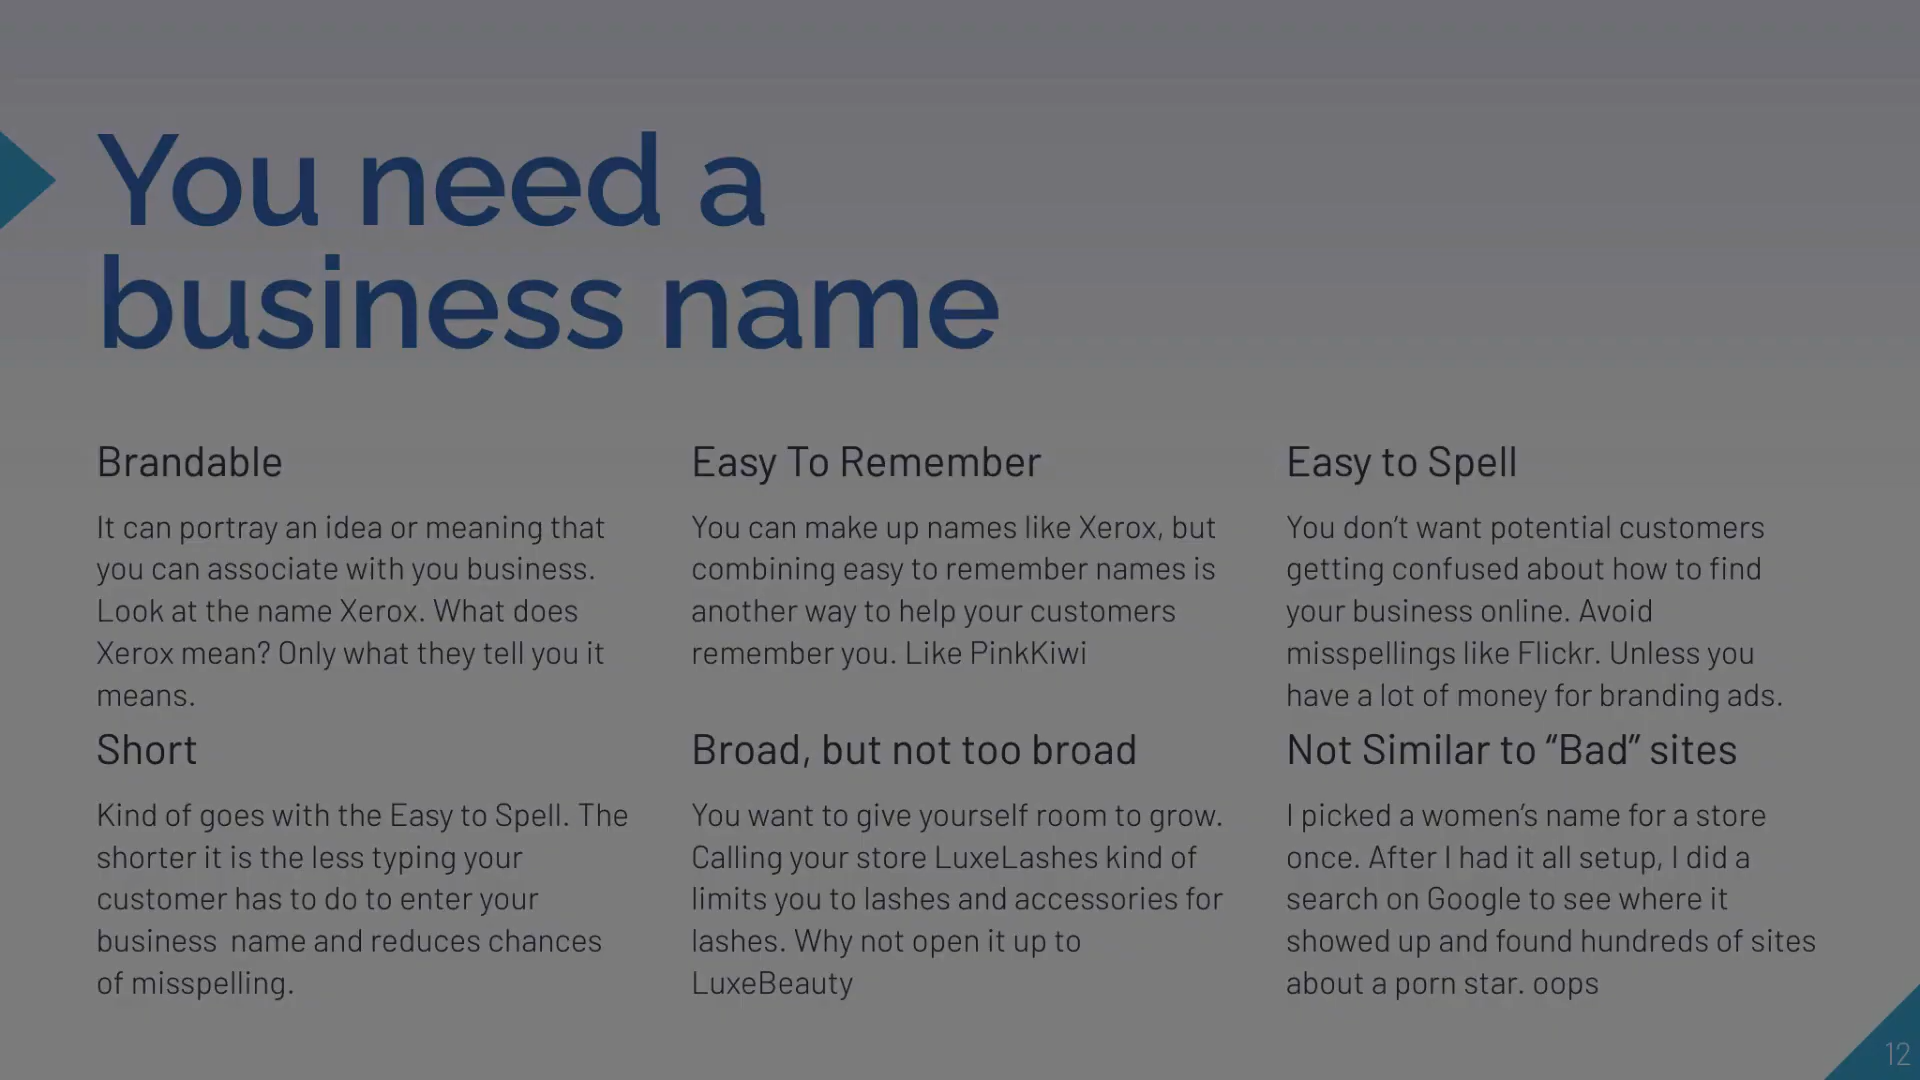 You need a
business name
Brandable
It can portray an idea or meaning that
you can associate with you business.
Look at the name Xerox. What does
Xerox mean? Only what they tell you it
means.
Easy To Remember
You can make up names like Xerox, but
combining easy to remember names is
another way to help your customers
remember you. Like PinkKiwi
Easy to Spell
You don’t want potential customers
getting confused about how to find
your business online. Avoid
misspellings like Flickr. Unless you
have a lot of money for branding ads.
Short
Kind of goes with the Easy to Spell. The
shorter it is the less typing your
customer has to do to enter your
business  name and reduces chances
of misspelling.
Broad, but not too broad
You want to give yourself room to grow.
Calling your store LuxeLashes kind of
limits you to lashes and accessories for
lashes. Why not open it up to
LuxeBeauty
Not Similar to “Bad” sites
I picked a women’s name for a store
once. After I had it all setup, I did a
search on Google to see where it
showed up and found hundreds of sites
about a porn star. oops
12